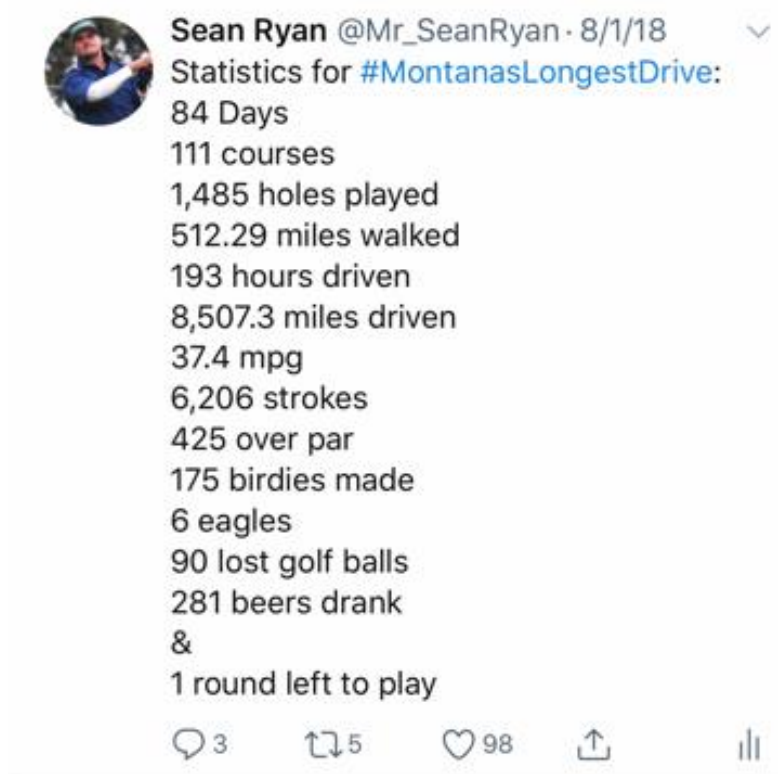 Sean Ryan @Mr_SeanRyan · 8/1/18
Statistics for #MontanasLongestDrive:
84 Days
111 courses
1,485 holes played
512.29 miles walked
193 hours driven
8,507.3 miles driven
37.4 mpg
6,206 strokes
425 over par
175 birdies made
6 eagles
90 lost golf balls
281 beers drank
&
1 round left to play
3 5 98